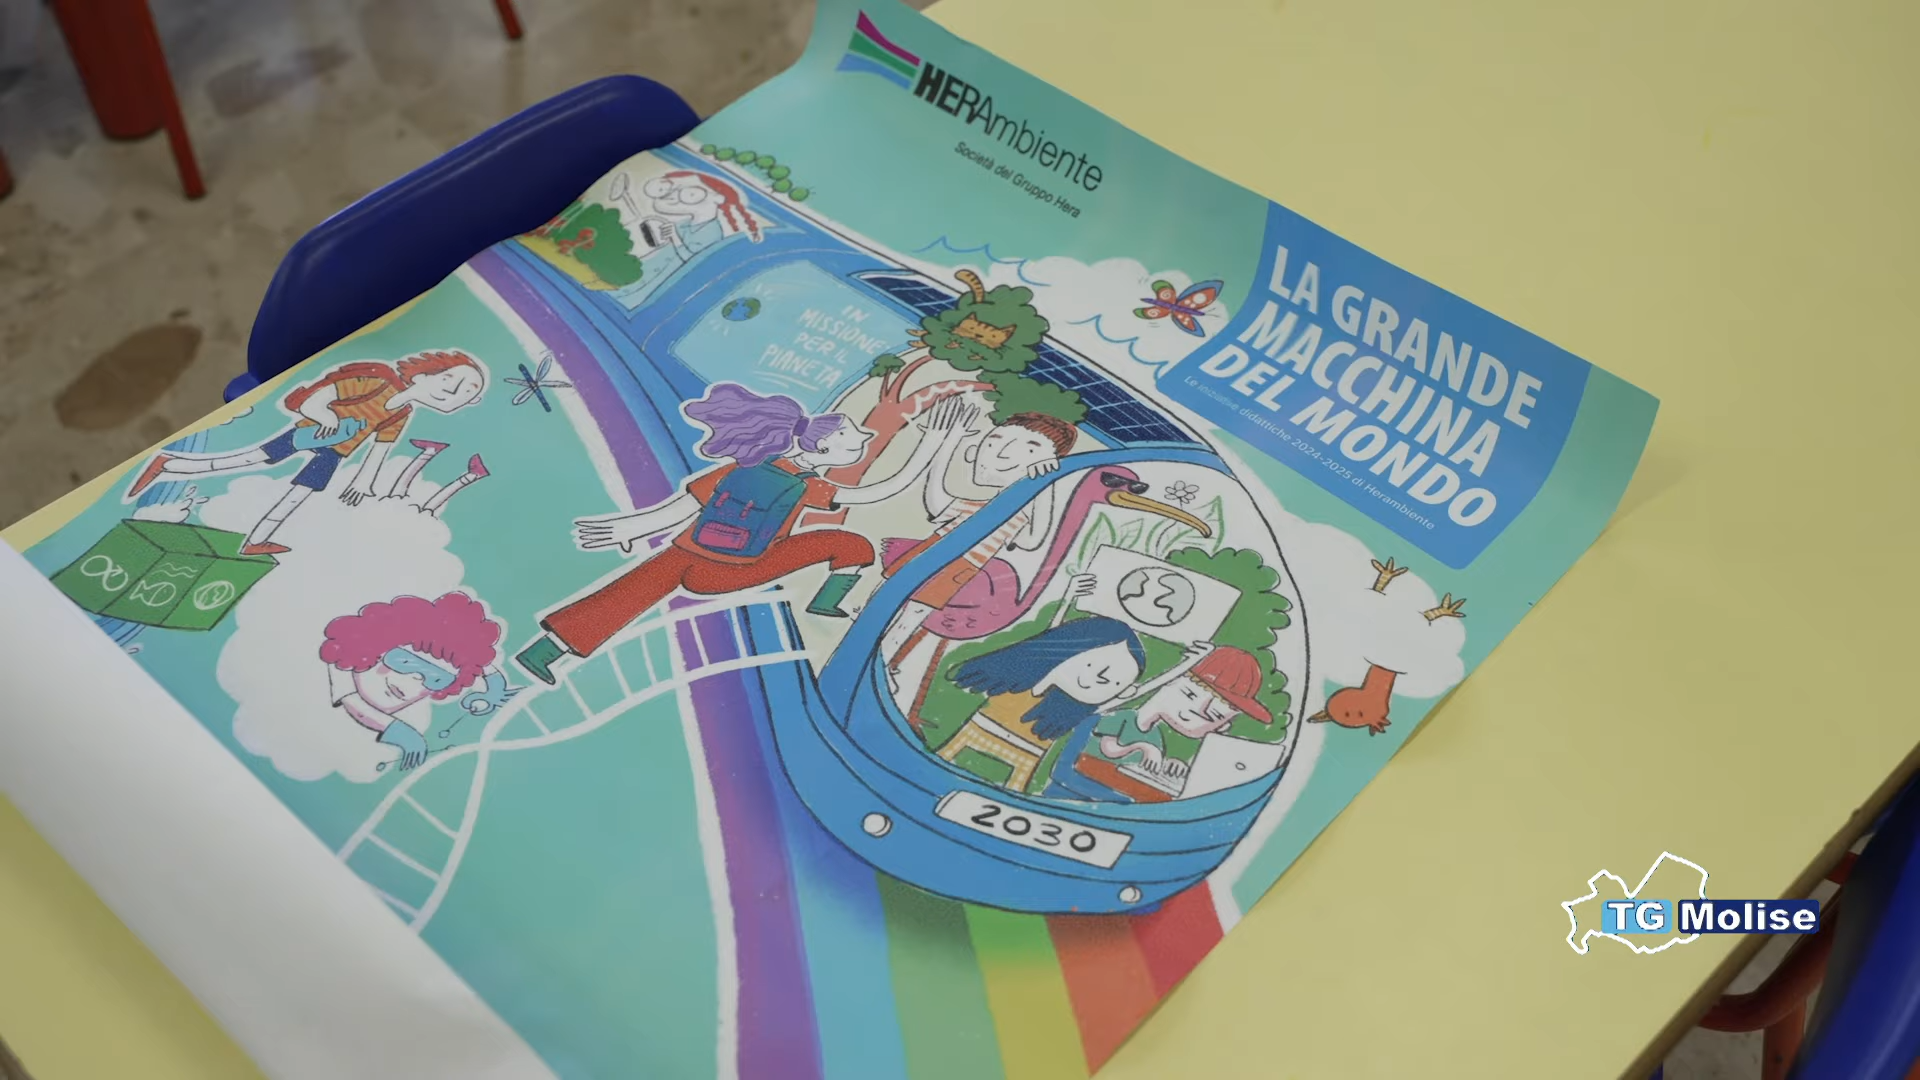 HERAmbiente
Società del Gruppo Hera
LA GRANDE
MACCHINA
DEL MONDO
Le iniziative didattiche 2024-2025 di Herambiente
IN
MISSIONE
PER IL
PIANETA
2030
TG Molise